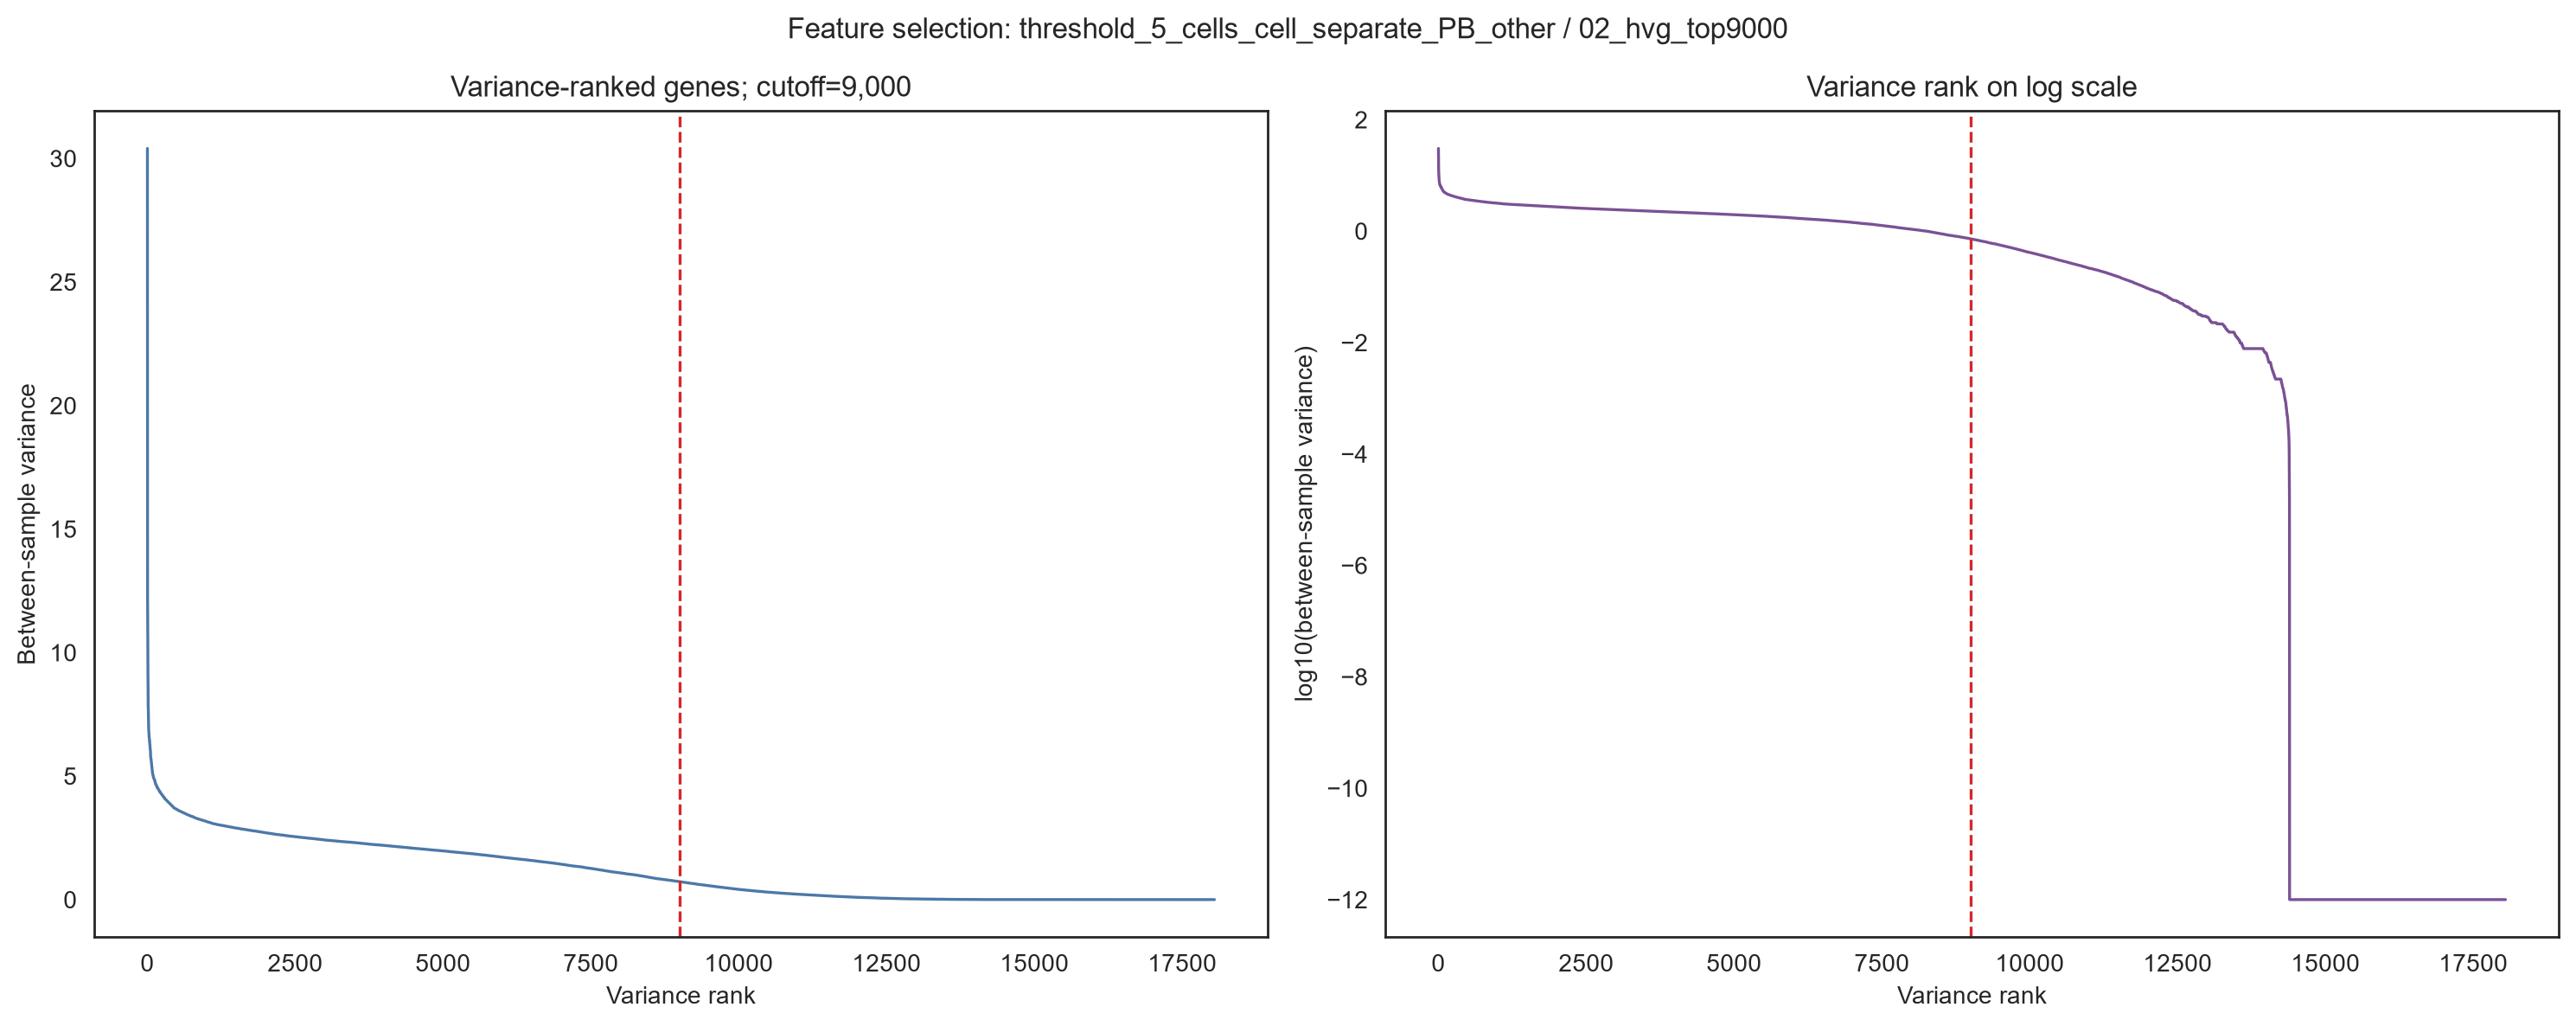 Feature selection: threshold_5_cells_cell_separate_PB_other / 02_hvg_top9000
Variance-ranked genes; cutoff=9,000
Between-sample variance
30
25
20
15
10
5
0
0 2500 5000 7500 10000 12500 15000 17500
Variance rank
Variance rank on log scale
log10(between-sample variance)
2
0
−2
−4
−6
−8
−10
−12
0 2500 5000 7500 10000 12500 15000 17500
Variance rank